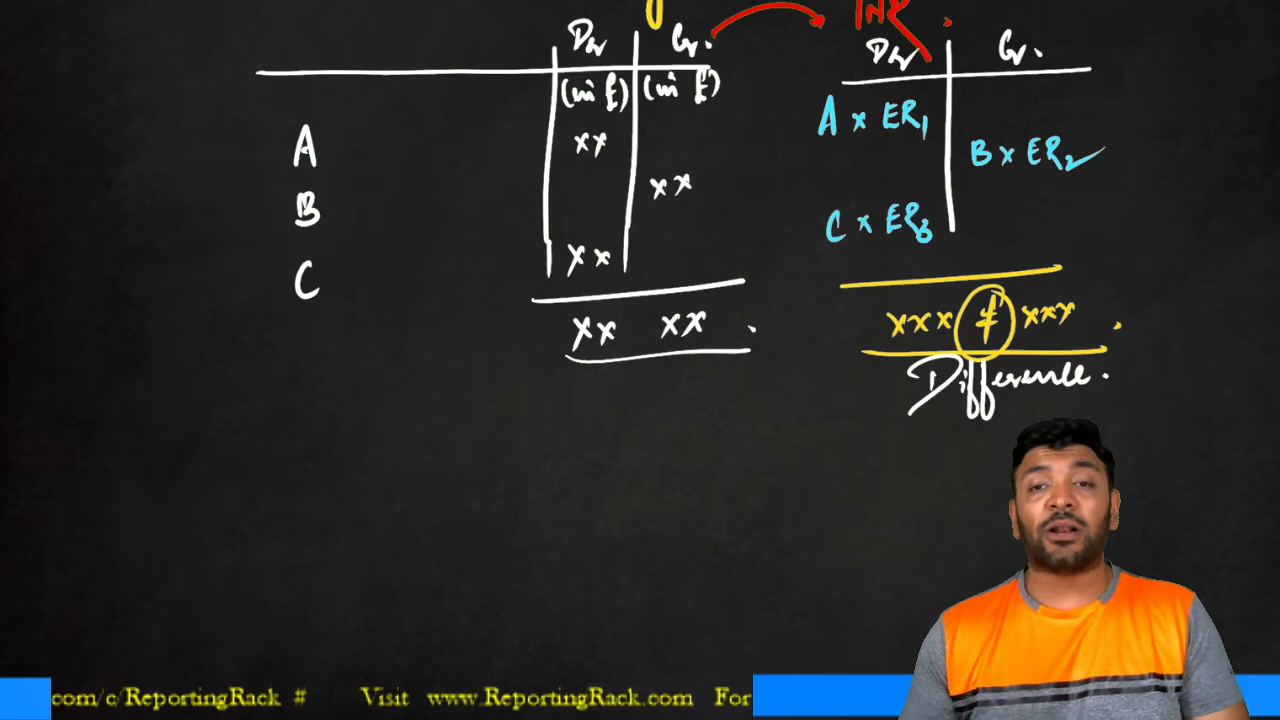 INR
Dr Cr. Dr Cr.
(in £) (in £)
A xx A x ER1
B xx B x ER2
C xx C x ER3
xx xx . xxx ≠ xxx .
Difference.
com/c/ReportingRack # Visit www.ReportingRack.com For